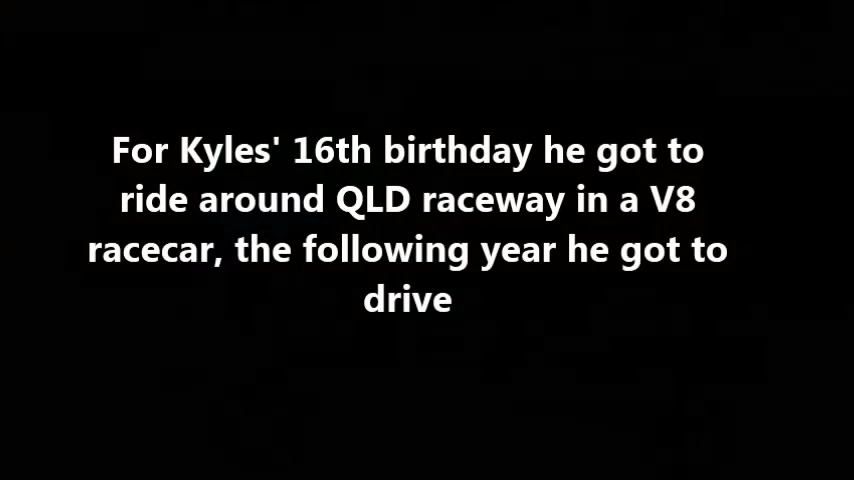 For Kyles' 16th birthday he got to
ride around QLD raceway in a V8
racecar, the following year he got to
drive